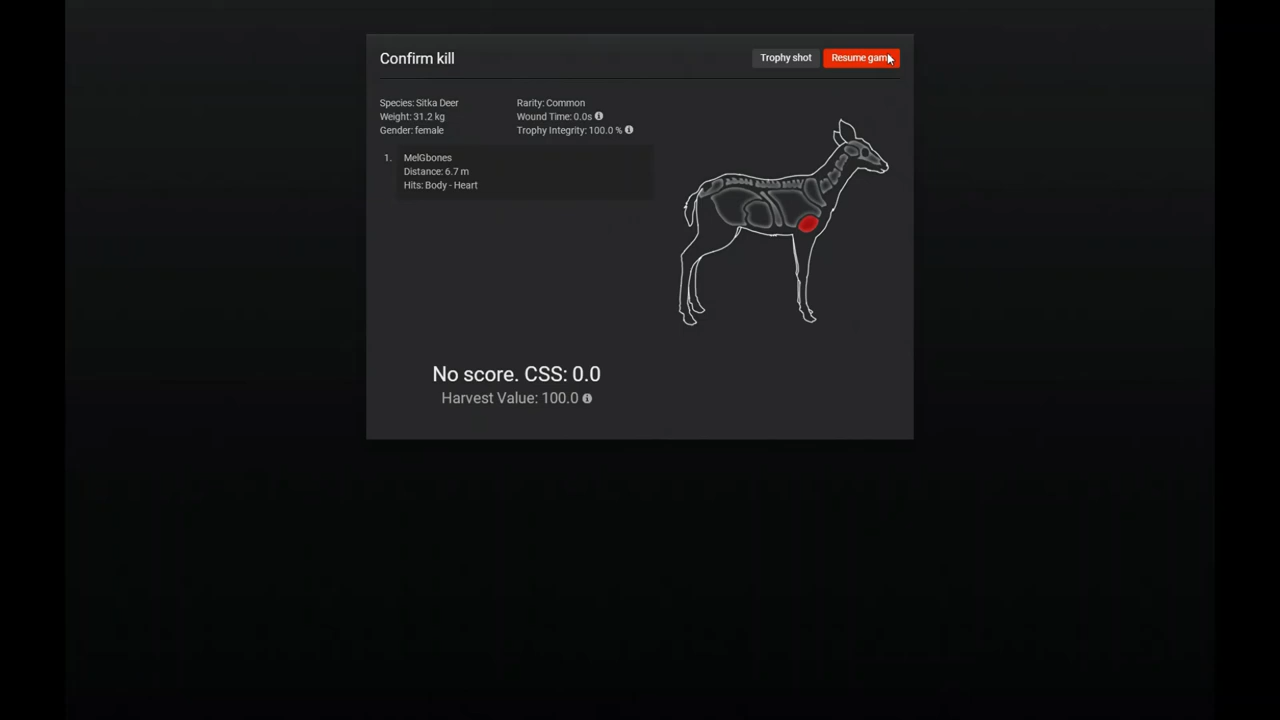 Confirm kill
Trophy shot
Resume game
Species: Sitka Deer
Weight: 31.2 kg
Gender: female
Rarity: Common
Wound Time: 0.0s
Trophy Integrity: 100.0 %
1.
MelGbones
Distance: 6.7 m
Hits: Body - Heart
No score. CSS: 0.0
Harvest Value: 100.0